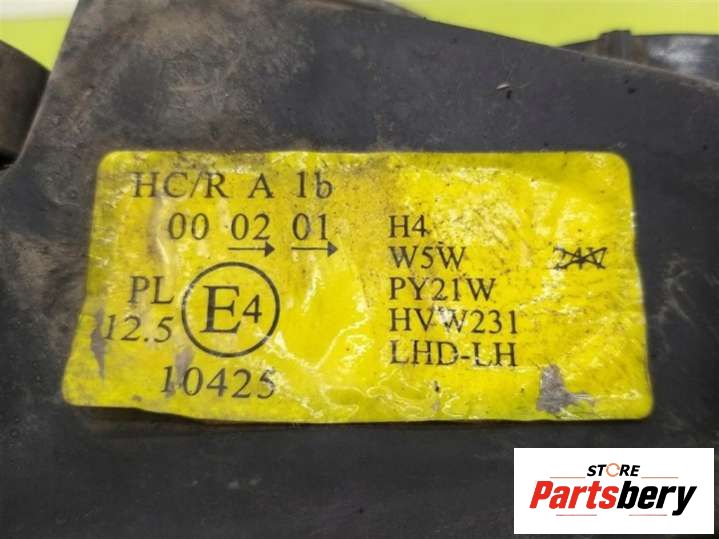 HC/R A 1b
00 02 01
PL
12.5
E4
10425
H4
W5W 24V
PY21W
HVW231
LHD-LH
STORE
Partsbery